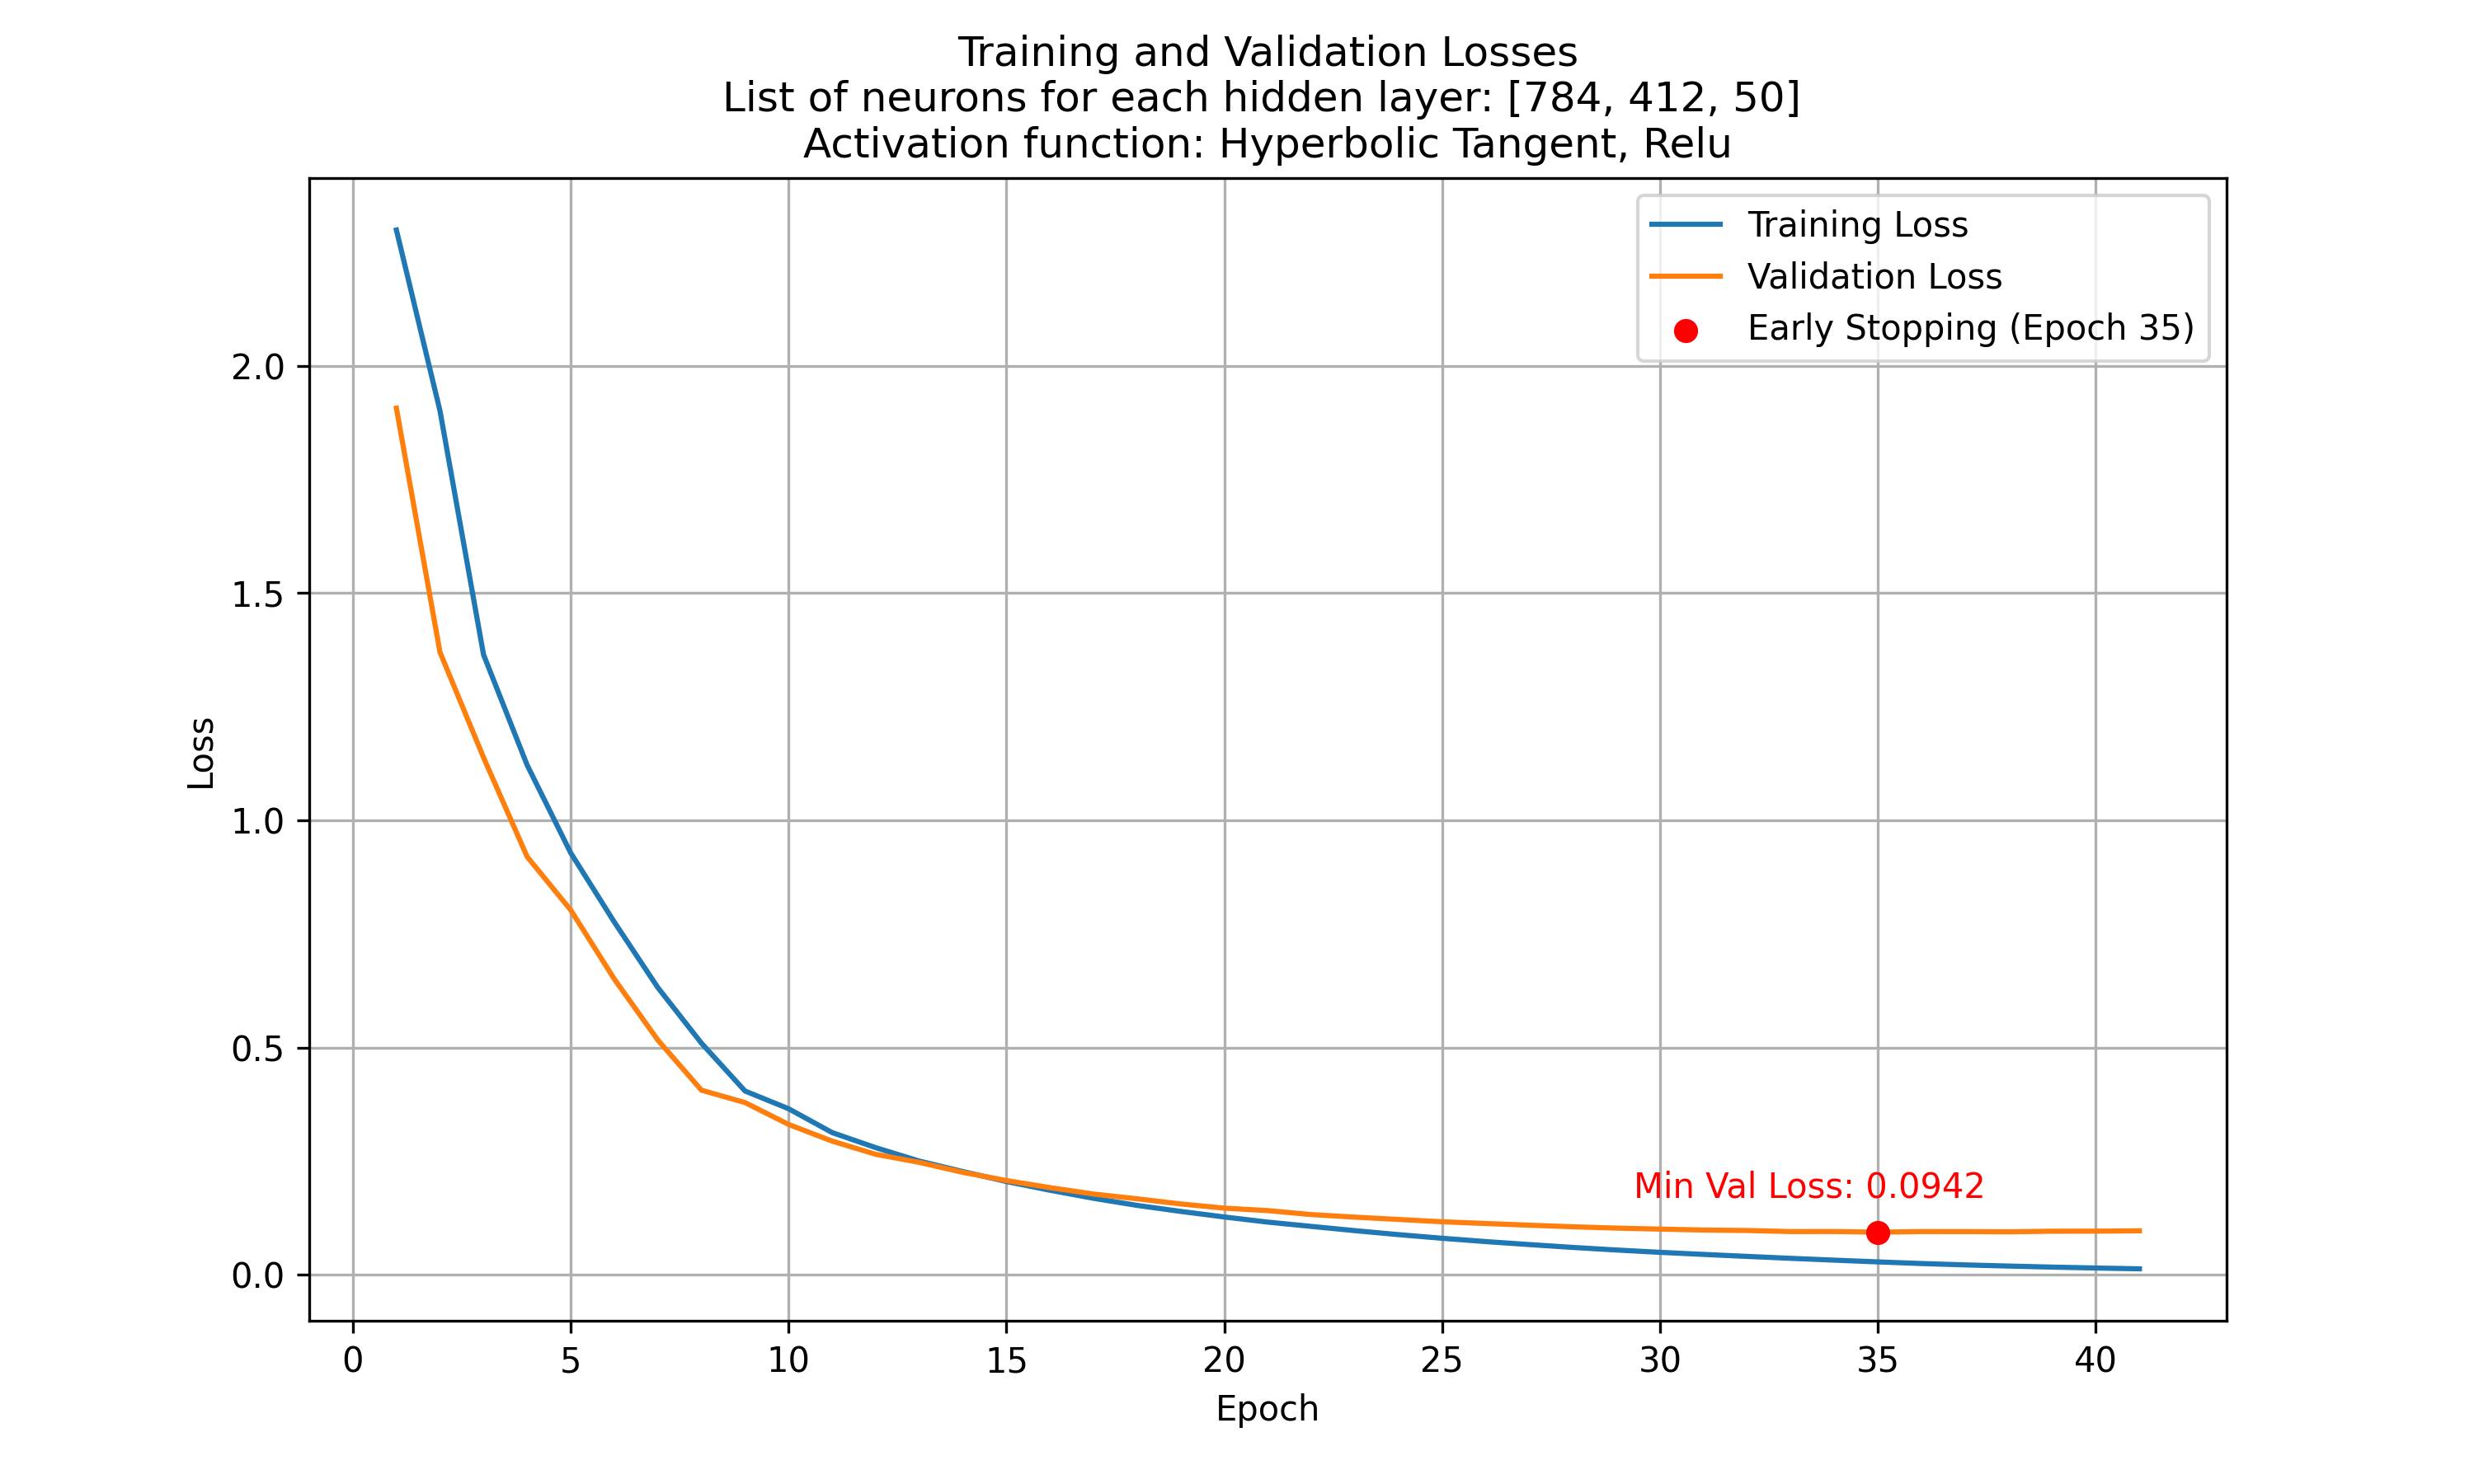 Training and Validation Losses
List of neurons for each hidden layer: [784, 412, 50]
Activation function: Hyperbolic Tangent, Relu
Training Loss
Validation Loss
Early Stopping (Epoch 35)
2.0
1.5
1.0
0.5
0.0
Loss
Min Val Loss: 0.0942
0 5 10 15 20 25 30 35 40
Epoch